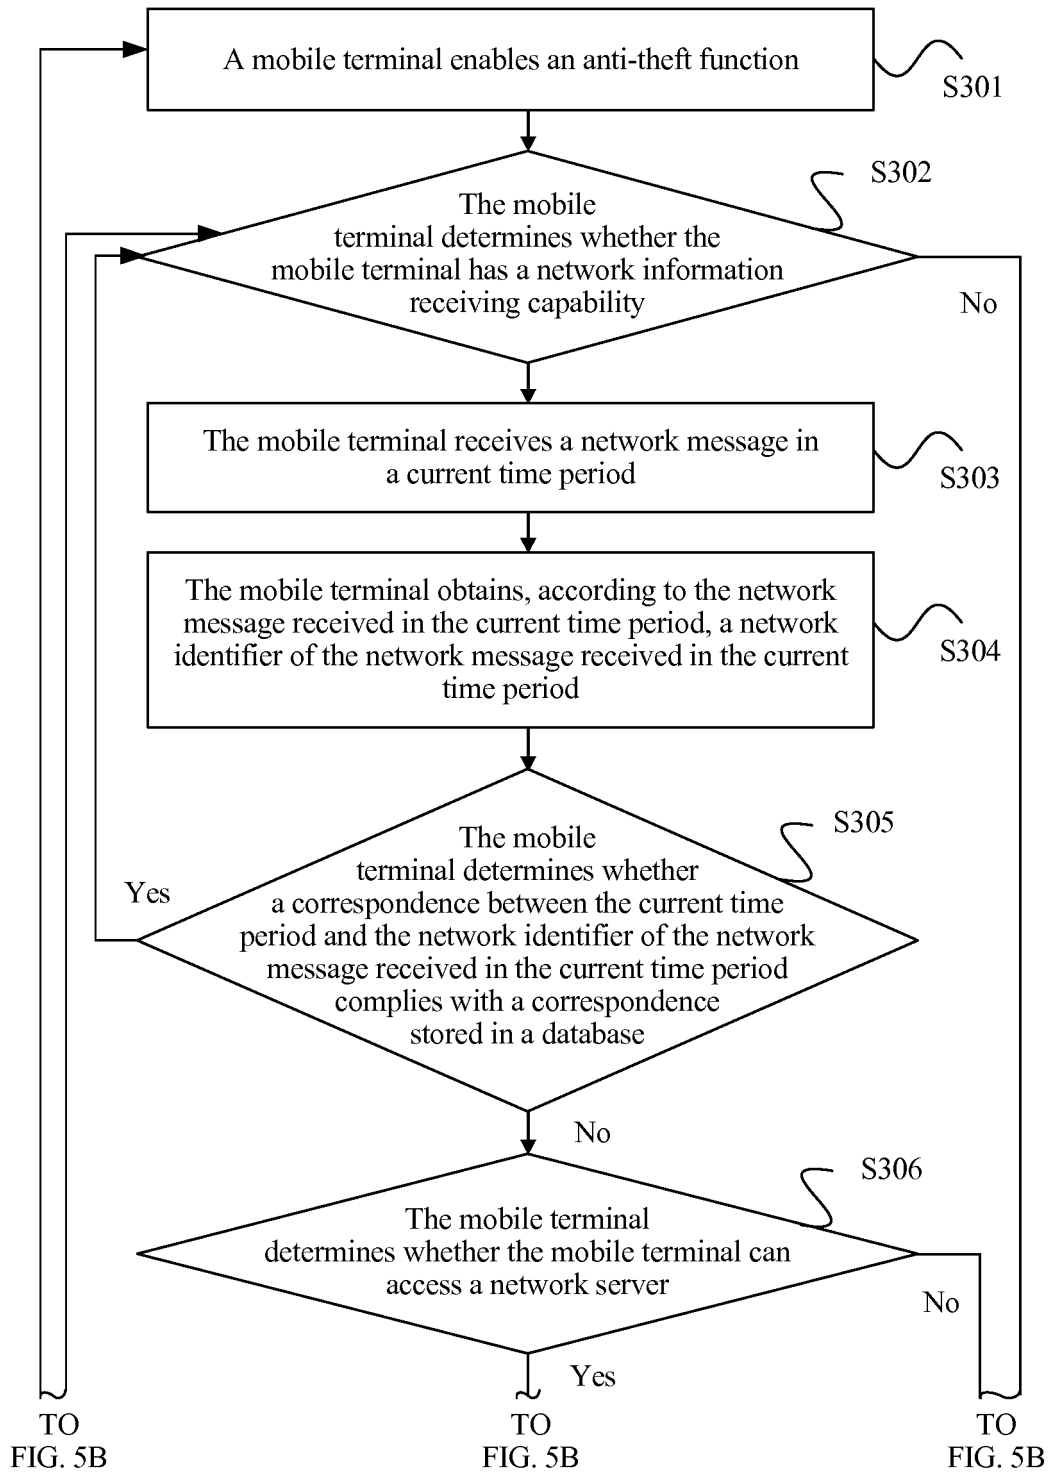 A mobile terminal enables an anti-theft function
S301
S302
The mobile
terminal determines whether the
mobile terminal has a network information
receiving capability
No
The mobile terminal receives a network message in
a current time period
S303
The mobile terminal obtains, according to the network
message received in the current time period, a network
identifier of the network message received in the current
time period
S304
S305
The mobile
terminal determines whether
a correspondence between the current time
period and the network identifier of the network
message received in the current time period
complies with a correspondence
stored in a database
Yes
No
S306
The mobile terminal
determines whether the mobile terminal can
access a network server
No
Yes
TO
FIG. 5B
TO
FIG. 5B
TO
FIG. 5B